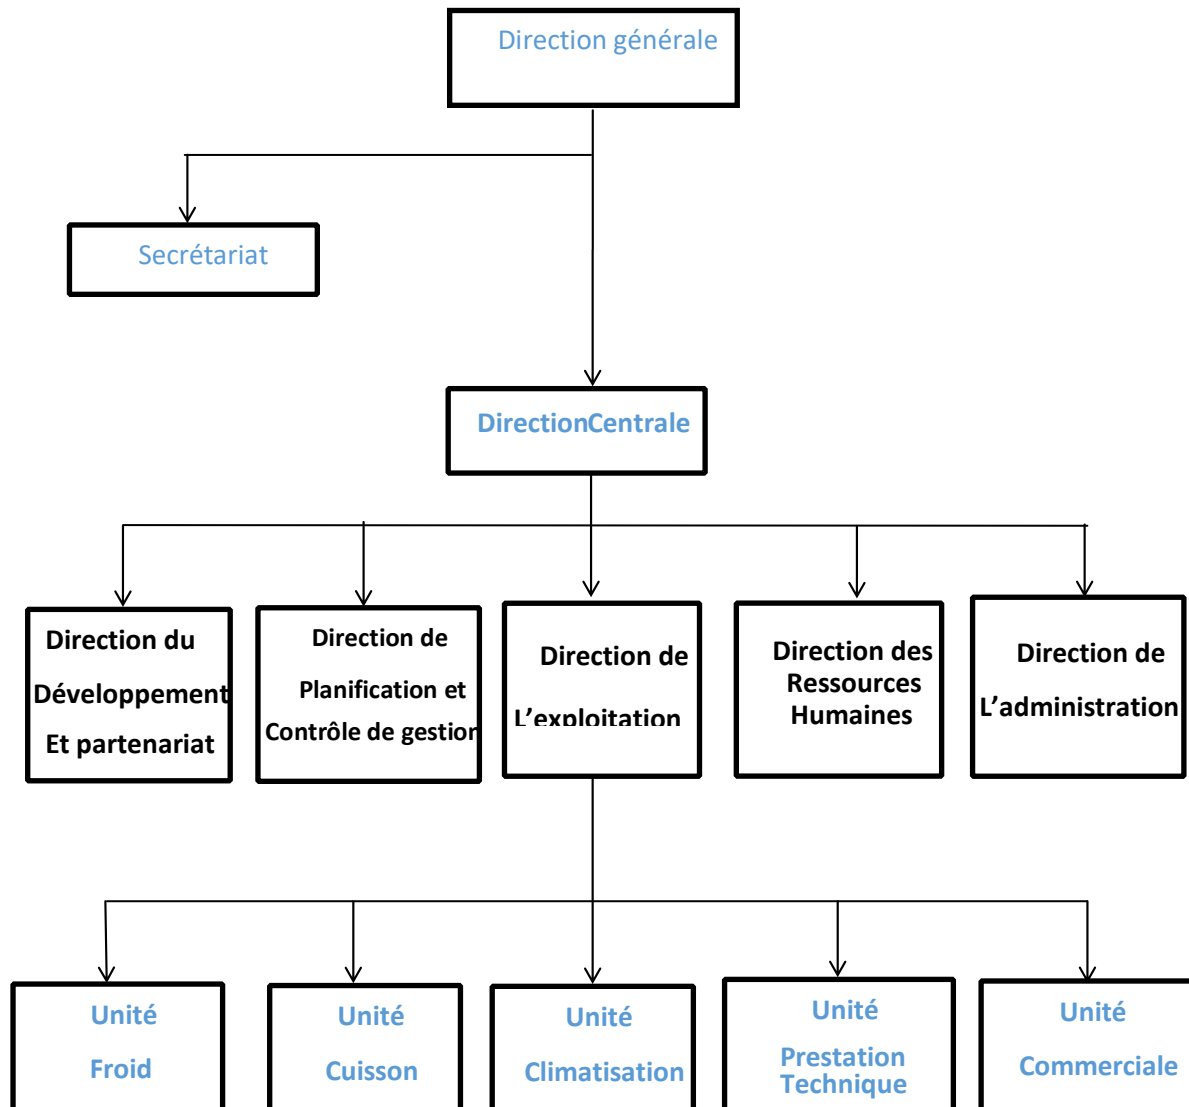 Direction générale
Secrétariat
DirectionCentrale
Direction du
Développement
Et partenariat
Direction de
Planification et
Contrôle de gestion
Direction de
L’exploitation
Direction des
Ressources
Humaines
Direction de
L’administration
Unité
Froid
Unité
Cuisson
Unité
Climatisation
Unité
Prestation
Technique
Unité
Commerciale